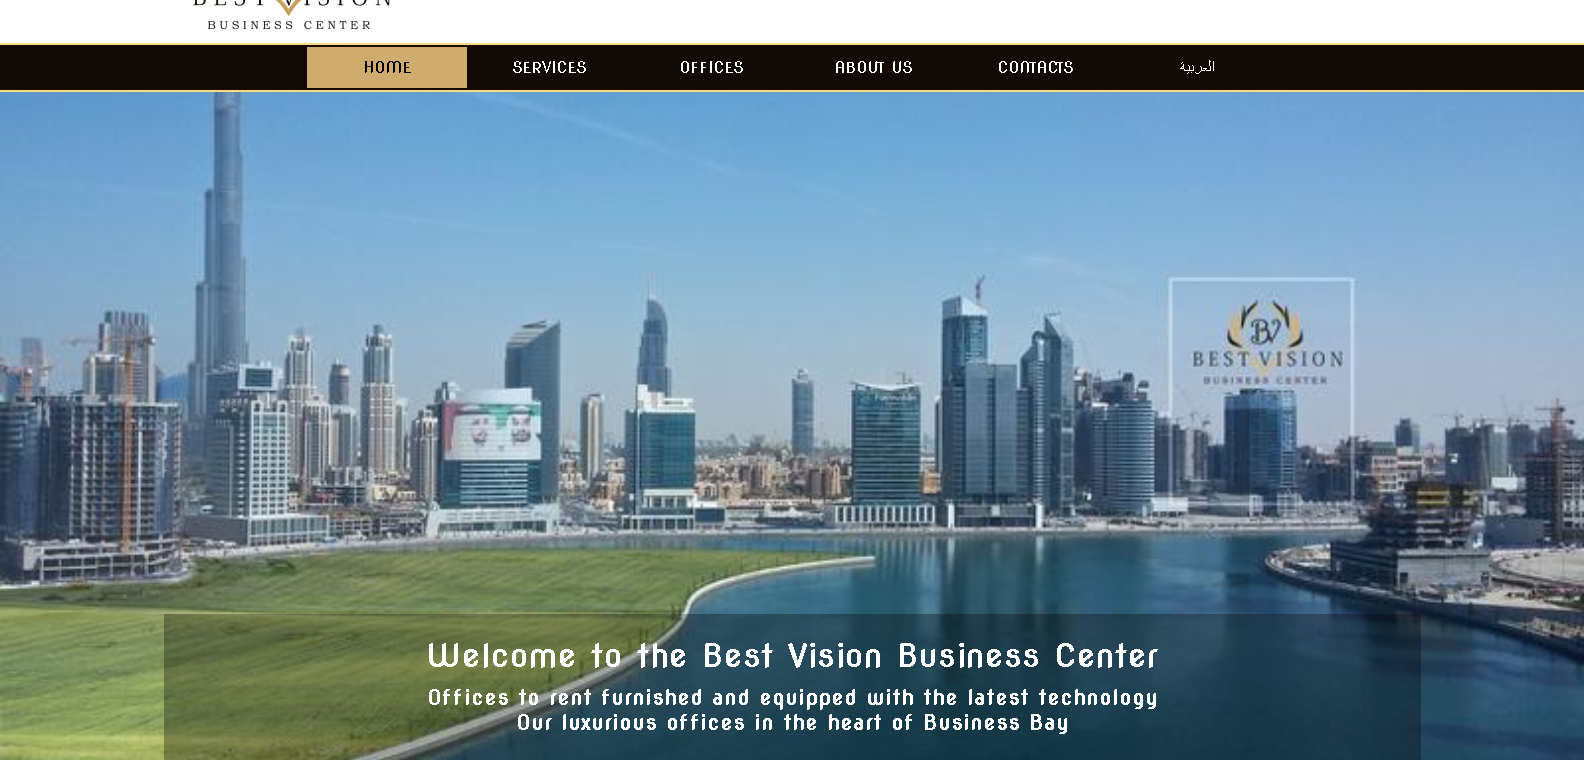 BEST VISION
BUSINESS CENTER
HOME
SERVICES
OFFICES
ABOUT US
CONTACTS
العربية
BV
BEST VISION
BUSINESS CENTER
Welcome to the Best Vision Business Center
Offices to rent furnished and equipped with the latest technology
Our luxurious offices in the heart of Business Bay